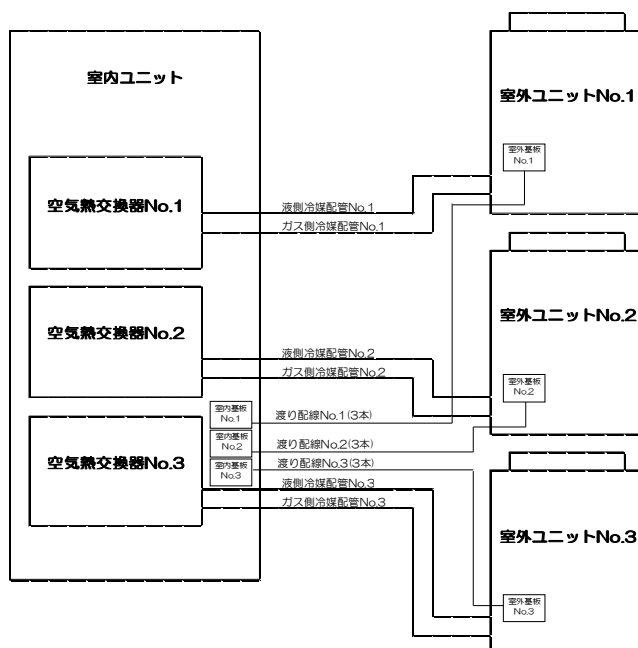 室内ユニット
空気熱交換器No.1
空気熱交換器No.2
空気熱交換器No.3
室内基板
No.1
室内基板
No.2
室内基板
No.3
液側冷媒配管No.1
ガス側冷媒配管No.1
液側冷媒配管No.2
ガス側冷媒配管No.2
渡り配線No.1(3本)
渡り配線No.2(3本)
渡り配線No.3(3本)
液側冷媒配管No.3
ガス側冷媒配管No.3
室外ユニットNo.1
室外基板
No.1
室外ユニットNo.2
室外基板
No.2
室外ユニットNo.3
室外基板
No.3